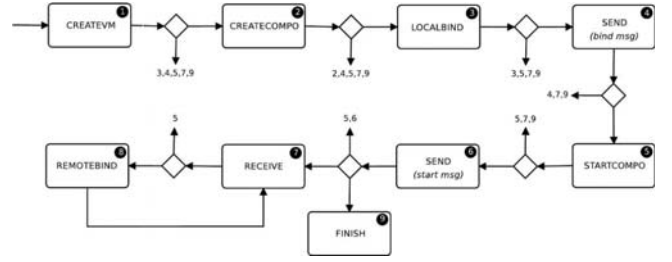 CREATEVM
1
CREATECOMPO
2
LOCALBIND
3
SEND
(bind msg)
4
3,4,5,7,9
2,4,5,7,9
3,5,7,9
4,7,9
5
5,6
5,7,9
REMOTEBIND
8
RECEIVE
7
SEND
(start msg)
6
STARTCOMPO
5
FINISH
9